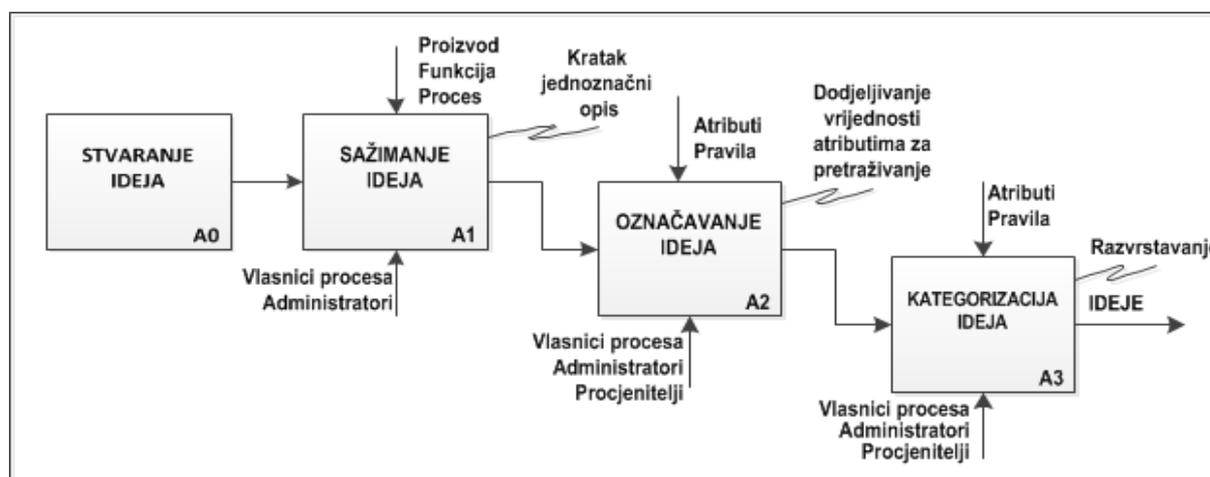 STVARANJE
IDEJA
A0
Proizvod
Funkcija
Proces
SAŽIMANJE
IDEJA
A1
Kratak
jednoznačni
opis
Vlasnici procesa
Administratori
Atributi
Pravila
OZNAČAVANJE
IDEJA
A2
Dodjeljivanje
vrijednosti
atributima za
pretraživanje
Vlasnici procesa
Administratori
Procjenitelji
Atributi
Pravila
KATEGORIZACIJA
IDEJA
A3
Razvrstavanje
IDEJE
Vlasnici procesa
Administratori
Procjenitelji